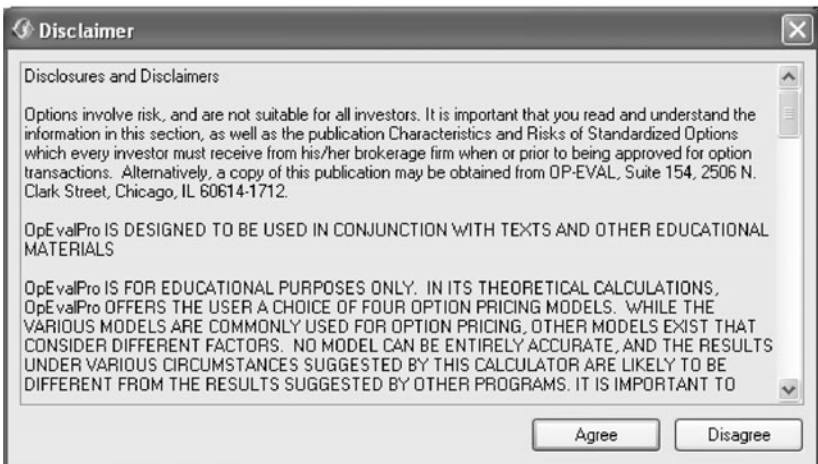 Disclaimer
Disclosures and Disclaimers
Options involve risk, and are not suitable for all investors. It is important that you read and understand the
information in this section, as well as the publication Characteristics and Risks of Standardized Options
which every investor must receive from his/her brokerage firm when or prior to being approved for option
transactions. Alternatively, a copy of this publication may be obtained from OP-EVAL, Suite 154, 2506 N.
Clark Street, Chicago, IL 60614-1712.
OpEvalPro IS DESIGNED TO BE USED IN CONJUNCTION WITH TEXTS AND OTHER EDUCATIONAL
MATERIALS
OpEvalPro IS FOR EDUCATIONAL PURPOSES ONLY. IN ITS THEORETICAL CALCULATIONS,
OpEvalPro OFFERS THE USER A CHOICE OF FOUR OPTION PRICING MODELS. WHILE THE
VARIOUS MODELS ARE COMMONLY USED FOR OPTION PRICING, OTHER MODELS EXIST THAT
CONSIDER DIFFERENT FACTORS. NO MODEL CAN BE ENTIRELY ACCURATE, AND THE RESULTS
UNDER VARIOUS CIRCUMSTANCES SUGGESTED BY THIS CALCULATOR ARE LIKELY TO BE
DIFFERENT FROM THE RESULTS SUGGESTED BY OTHER PROGRAMS. IT IS IMPORTANT TO
Agree Disagree